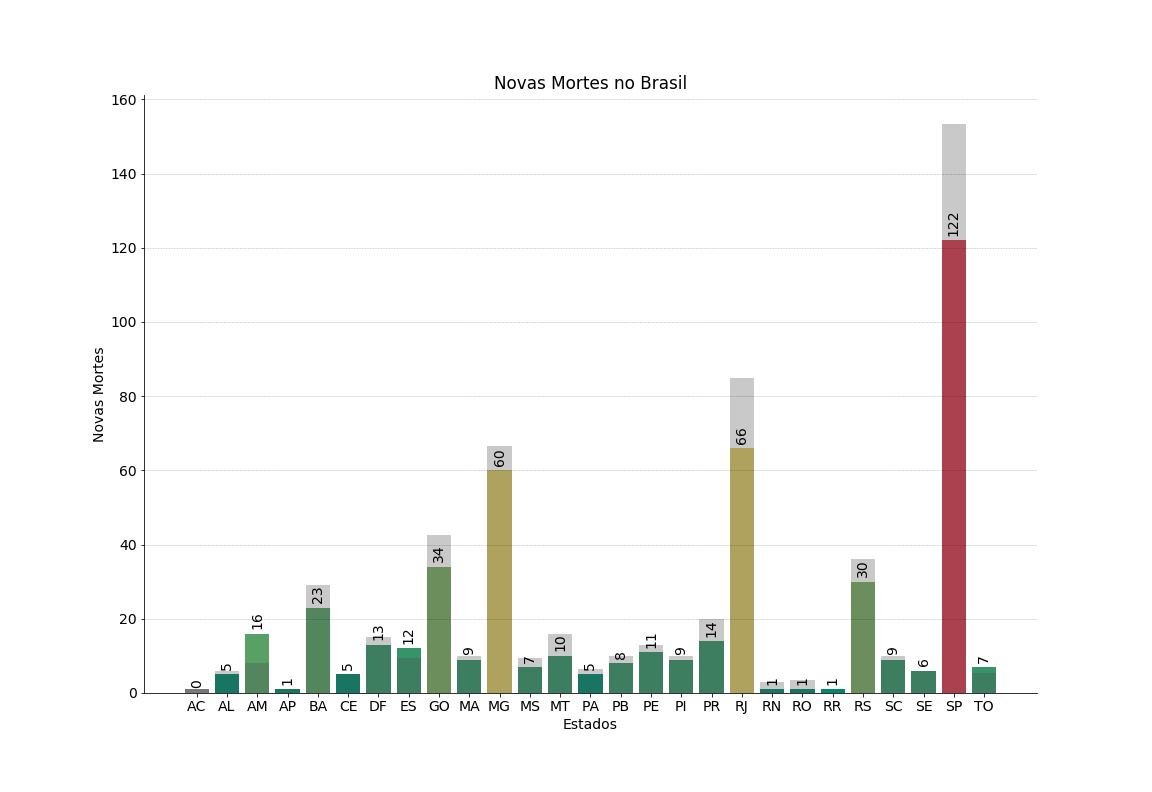 Novas Mortes no Brasil
160
140
120
100
80
60
40
20
0
Novas Mortes
0 5 16 1 23 5 13 12 34 9 60 7 10 5 8 11 9 14 66 1 1 1 30 9 6 122 7
AC AL AM AP BA CE DF ES GO MA MG MS MT PA PB PE PI PR RJ RN RO RR RS SC SE SP TO
Estados